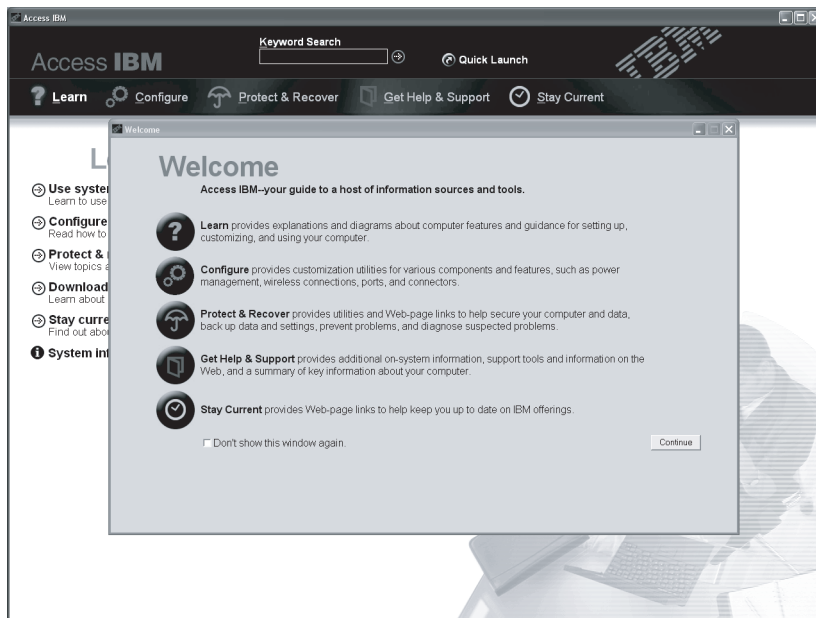 Access IBM
Keyword Search
Access IBM
Quick Launch
IBM
Learn
Configure
Protect & Recover
Get Help & Support
Stay Current
Welcome
L
Use syste
Learn to use
Configure
Read how to
Protect &
View topics a
Download
Learn about
Stay curre
Find out abo
System inf
Welcome
Access IBM--your guide to a host of information sources and tools.
Learn provides explanations and diagrams about computer features and guidance for setting up,
customizing, and using your computer.
Configure provides customization utilities for various components and features, such as power
management, wireless connections, ports, and connectors.
Protect & Recover provides utilities and Web-page links to help secure your computer and data,
back up data and settings, prevent problems, and diagnose suspected problems.
Get Help & Support provides additional on-system information, support tools and information on the
Web, and a summary of key information about your computer.
Stay Current provides Web-page links to help keep you up to date on IBM offerings.
Don't show this window again.
Continue